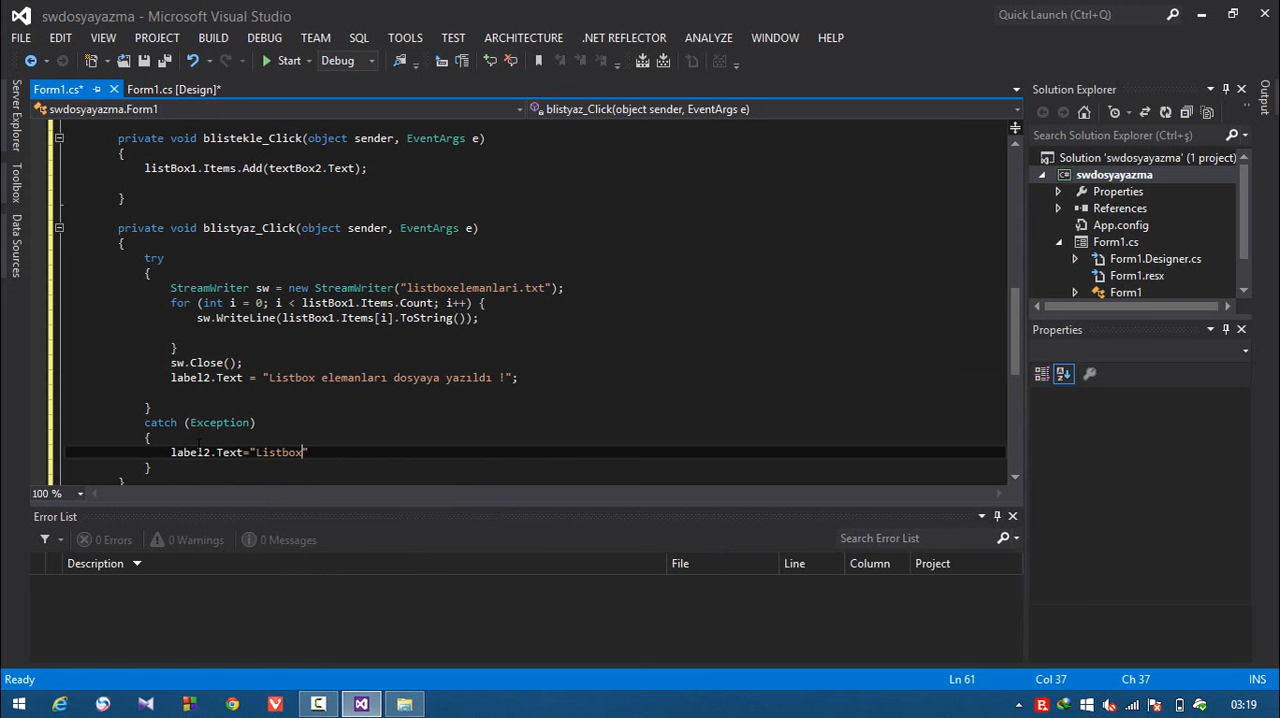 swdosyayazma - Microsoft Visual Studio
Quick Launch (Ctrl+Q)
FILE EDIT VIEW PROJECT BUILD DEBUG TEAM SQL TOOLS TEST ARCHITECTURE .NET REFLECTOR ANALYZE WINDOW HELP
Start Debug
Server Explorer
Toolbox
Data Sources
Form1.cs* Form1.cs [Design]*
swdosyayazma.Form1 blistyaz_Click(object sender, EventArgs e)
private void blistekle_Click(object sender, EventArgs e)
{
listBox1.Items.Add(textBox2.Text);
}
private void blistyaz_Click(object sender, EventArgs e)
{
try
{
StreamWriter sw = new StreamWriter("listboxelemanlari.txt");
for (int i = 0; i < listBox1.Items.Count; i++) {
sw.WriteLine(listBox1.Items[i].ToString());
}
sw.Close();
label2.Text = "Listbox elemanları dosyaya yazıldı !";
}
catch (Exception)
{
label2.Text="Listbox"
}
}
100 %
Error List
0 Errors 0 Warnings 0 Messages
Search Error List
Description File Line Column Project
Solution Explorer
Search Solution Explorer (Ctrl+ş)
Solution 'swdosyayazma' (1 project)
swdosyayazma
Properties
References
App.config
Form1.cs
Form1.Designer.cs
Form1.resx
Form1
Properties
Output
Ready Ln 61 Col 37 Ch 37 INS
03:19